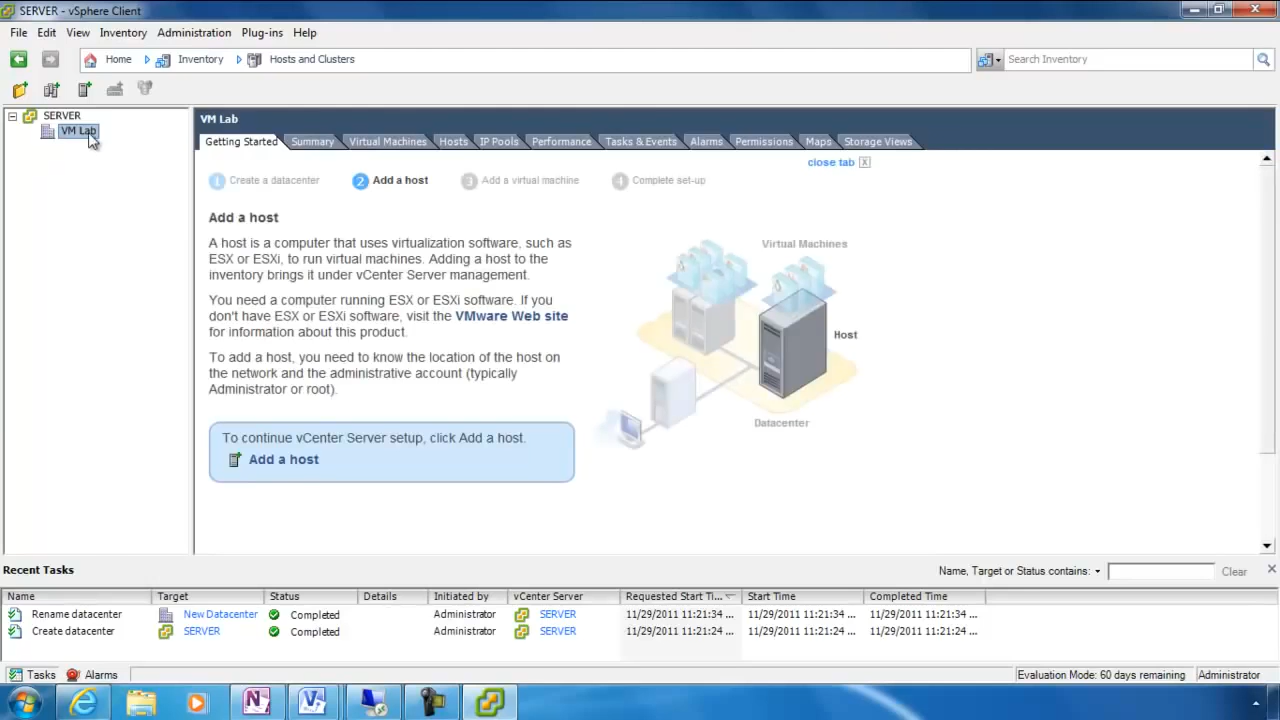 SERVER - vSphere Client
File Edit View Inventory Administration Plug-ins Help
Home Inventory Hosts and Clusters Search Inventory
SERVER
VM Lab
VM Lab
Getting Started Summary Virtual Machines Hosts IP Pools Performance Tasks & Events Alarms Permissions Maps Storage Views
close tab X
1 Create a datacenter 2 Add a host 3 Add a virtual machine 4 Complete set-up
Add a host
A host is a computer that uses virtualization software, such as
ESX or ESXi, to run virtual machines. Adding a host to the
inventory brings it under vCenter Server management.
You need a computer running ESX or ESXi software. If you
don't have ESX or ESXi software, visit the VMware Web site
for information about this product.
To add a host, you need to know the location of the host on
the network and the administrative account (typically
Administrator or root).
To continue vCenter Server setup, click Add a host.
Add a host
Virtual Machines
Host
Datacenter
Recent Tasks
Name, Target or Status contains: Clear
Name Target Status Details Initiated by vCenter Server Requested Start Ti... Start Time Completed Time
Rename datacenter New Datacenter Completed Administrator SERVER 11/29/2011 11:21:34 ... 11/29/2011 11:21:34 ... 11/29/2011 11:21:34 ...
Create datacenter SERVER Completed Administrator SERVER 11/29/2011 11:21:24 ... 11/29/2011 11:21:24 ... 11/29/2011 11:21:24 ...
Tasks Alarms Evaluation Mode: 60 days remaining Administrator